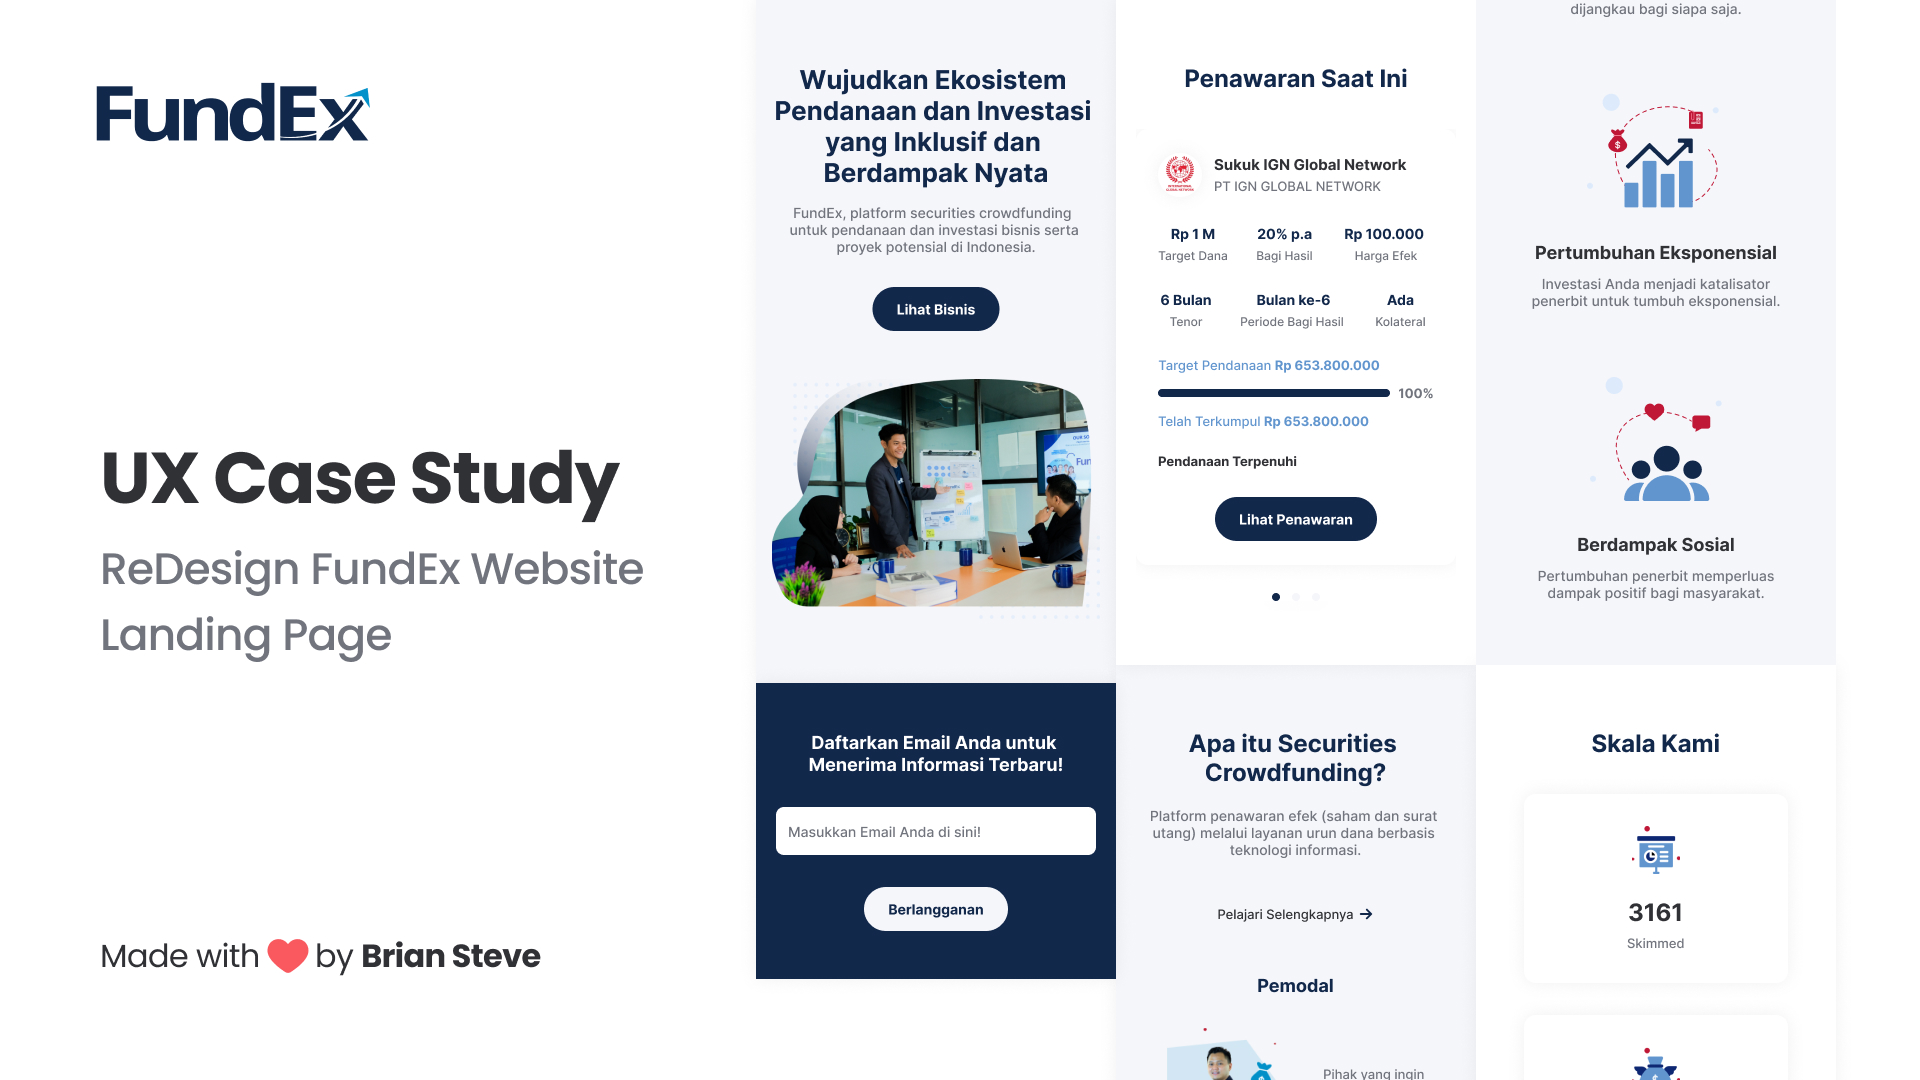 FundEx
UX Case Study
ReDesign FundEx Website
Landing Page
Made with by Brian Steve
Wujudkan Ekosistem
Pendanaan dan Investasi
yang Inklusif dan
Berdampak Nyata
FundEx, platform securities crowdfunding
untuk pendanaan dan investasi bisnis serta
proyek potensial di Indonesia.
Lihat Bisnis
Daftarkan Email Anda untuk
Menerima Informasi Terbaru!
Masukkan Email Anda di sini!
Berlangganan
Penawaran Saat Ini
Sukuk IGN Global Network
PT IGN GLOBAL NETWORK
Rp 1 M 20% p.a Rp 100.000
Target Dana Bagi Hasil Harga Efek
6 Bulan Bulan ke-6 Ada
Tenor Periode Bagi Hasil Kolateral
Target Pendanaan Rp 653.800.000
100%
Telah Terkumpul Rp 653.800.000
Pendanaan Terpenuhi
Lihat Penawaran
Apa itu Securities
Crowdfunding?
Platform penawaran efek (saham dan surat
utang) melalui layanan urun dana berbasis
teknologi informasi.
Pelajari Selengkapnya →
Pemodal
Pihak yang ingin
dijangkau bagi siapa saja.
Pertumbuhan Eksponensial
Investasi Anda menjadi katalisator
penerbit untuk tumbuh eksponensial.
Berdampak Sosial
Pertumbuhan penerbit memperluas
dampak positif bagi masyarakat.
Skala Kami
3161
Skimmed